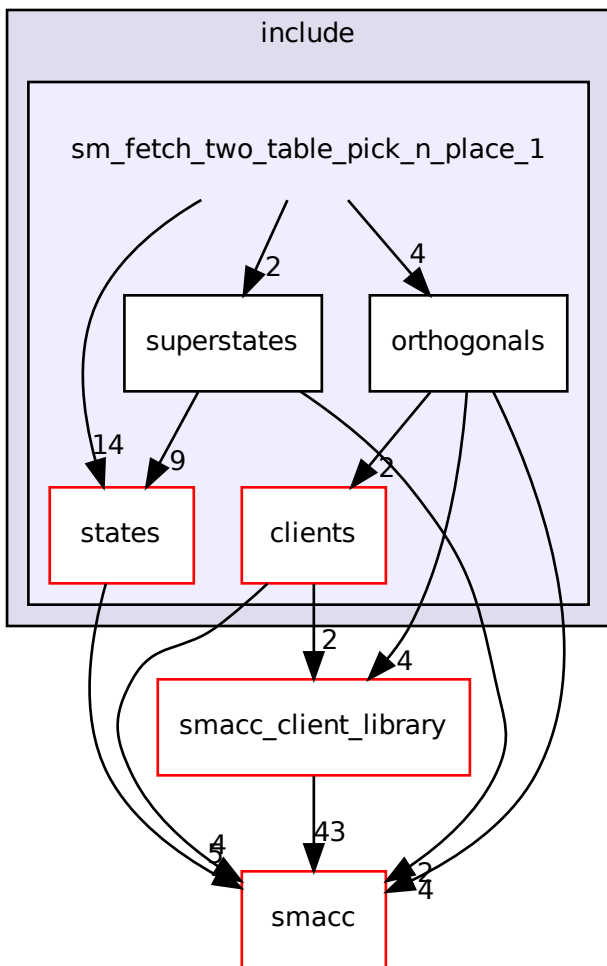 include
sm_fetch_two_table_pick_n_place_1
2
4
superstates
orthogonals
14
9
2
states
clients
2
4
smacc_client_library
43
4
5
2
4
smacc